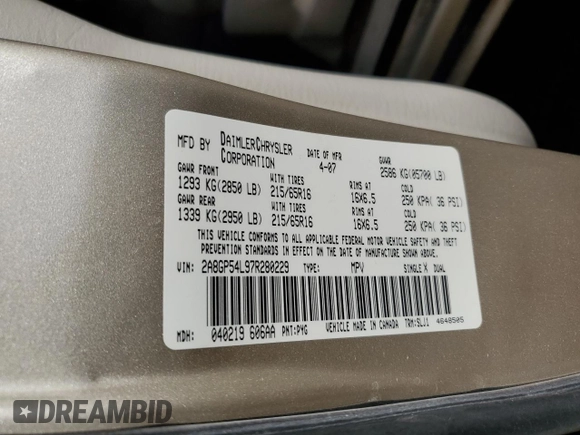 MFD BY DAIMLERCHRYSLER CORPORATION DATE OF MFR 4-07 GVWR 2586 KG(05700 LB)
GAWR FRONT WITH TIRES RIMS AT COLD
1293 KG(2850 LB) 215/65R16 16X6.5 250 KPA( 36 PSI)
GAWR REAR WITH TIRES RIMS AT COLD
1339 KG(2950 LB) 215/65R16 16X6.5 250 KPA( 36 PSI)
THIS VEHICLE CONFORMS TO ALL APPLICABLE FEDERAL MOTOR VEHICLE SAFETY AND THEFT
PREVENTION STANDARDS IN EFFECT ON THE DATE OF MANUFACTURE SHOWN ABOVE.
VIN: 2A8GP54L97R280229 TYPE: MPV SINGLE X DUAL
MDH: 040219 606AA PNT:PYG VEHICLE MADE IN CANADA TRM:SLJ1 4648505
DREAMBID